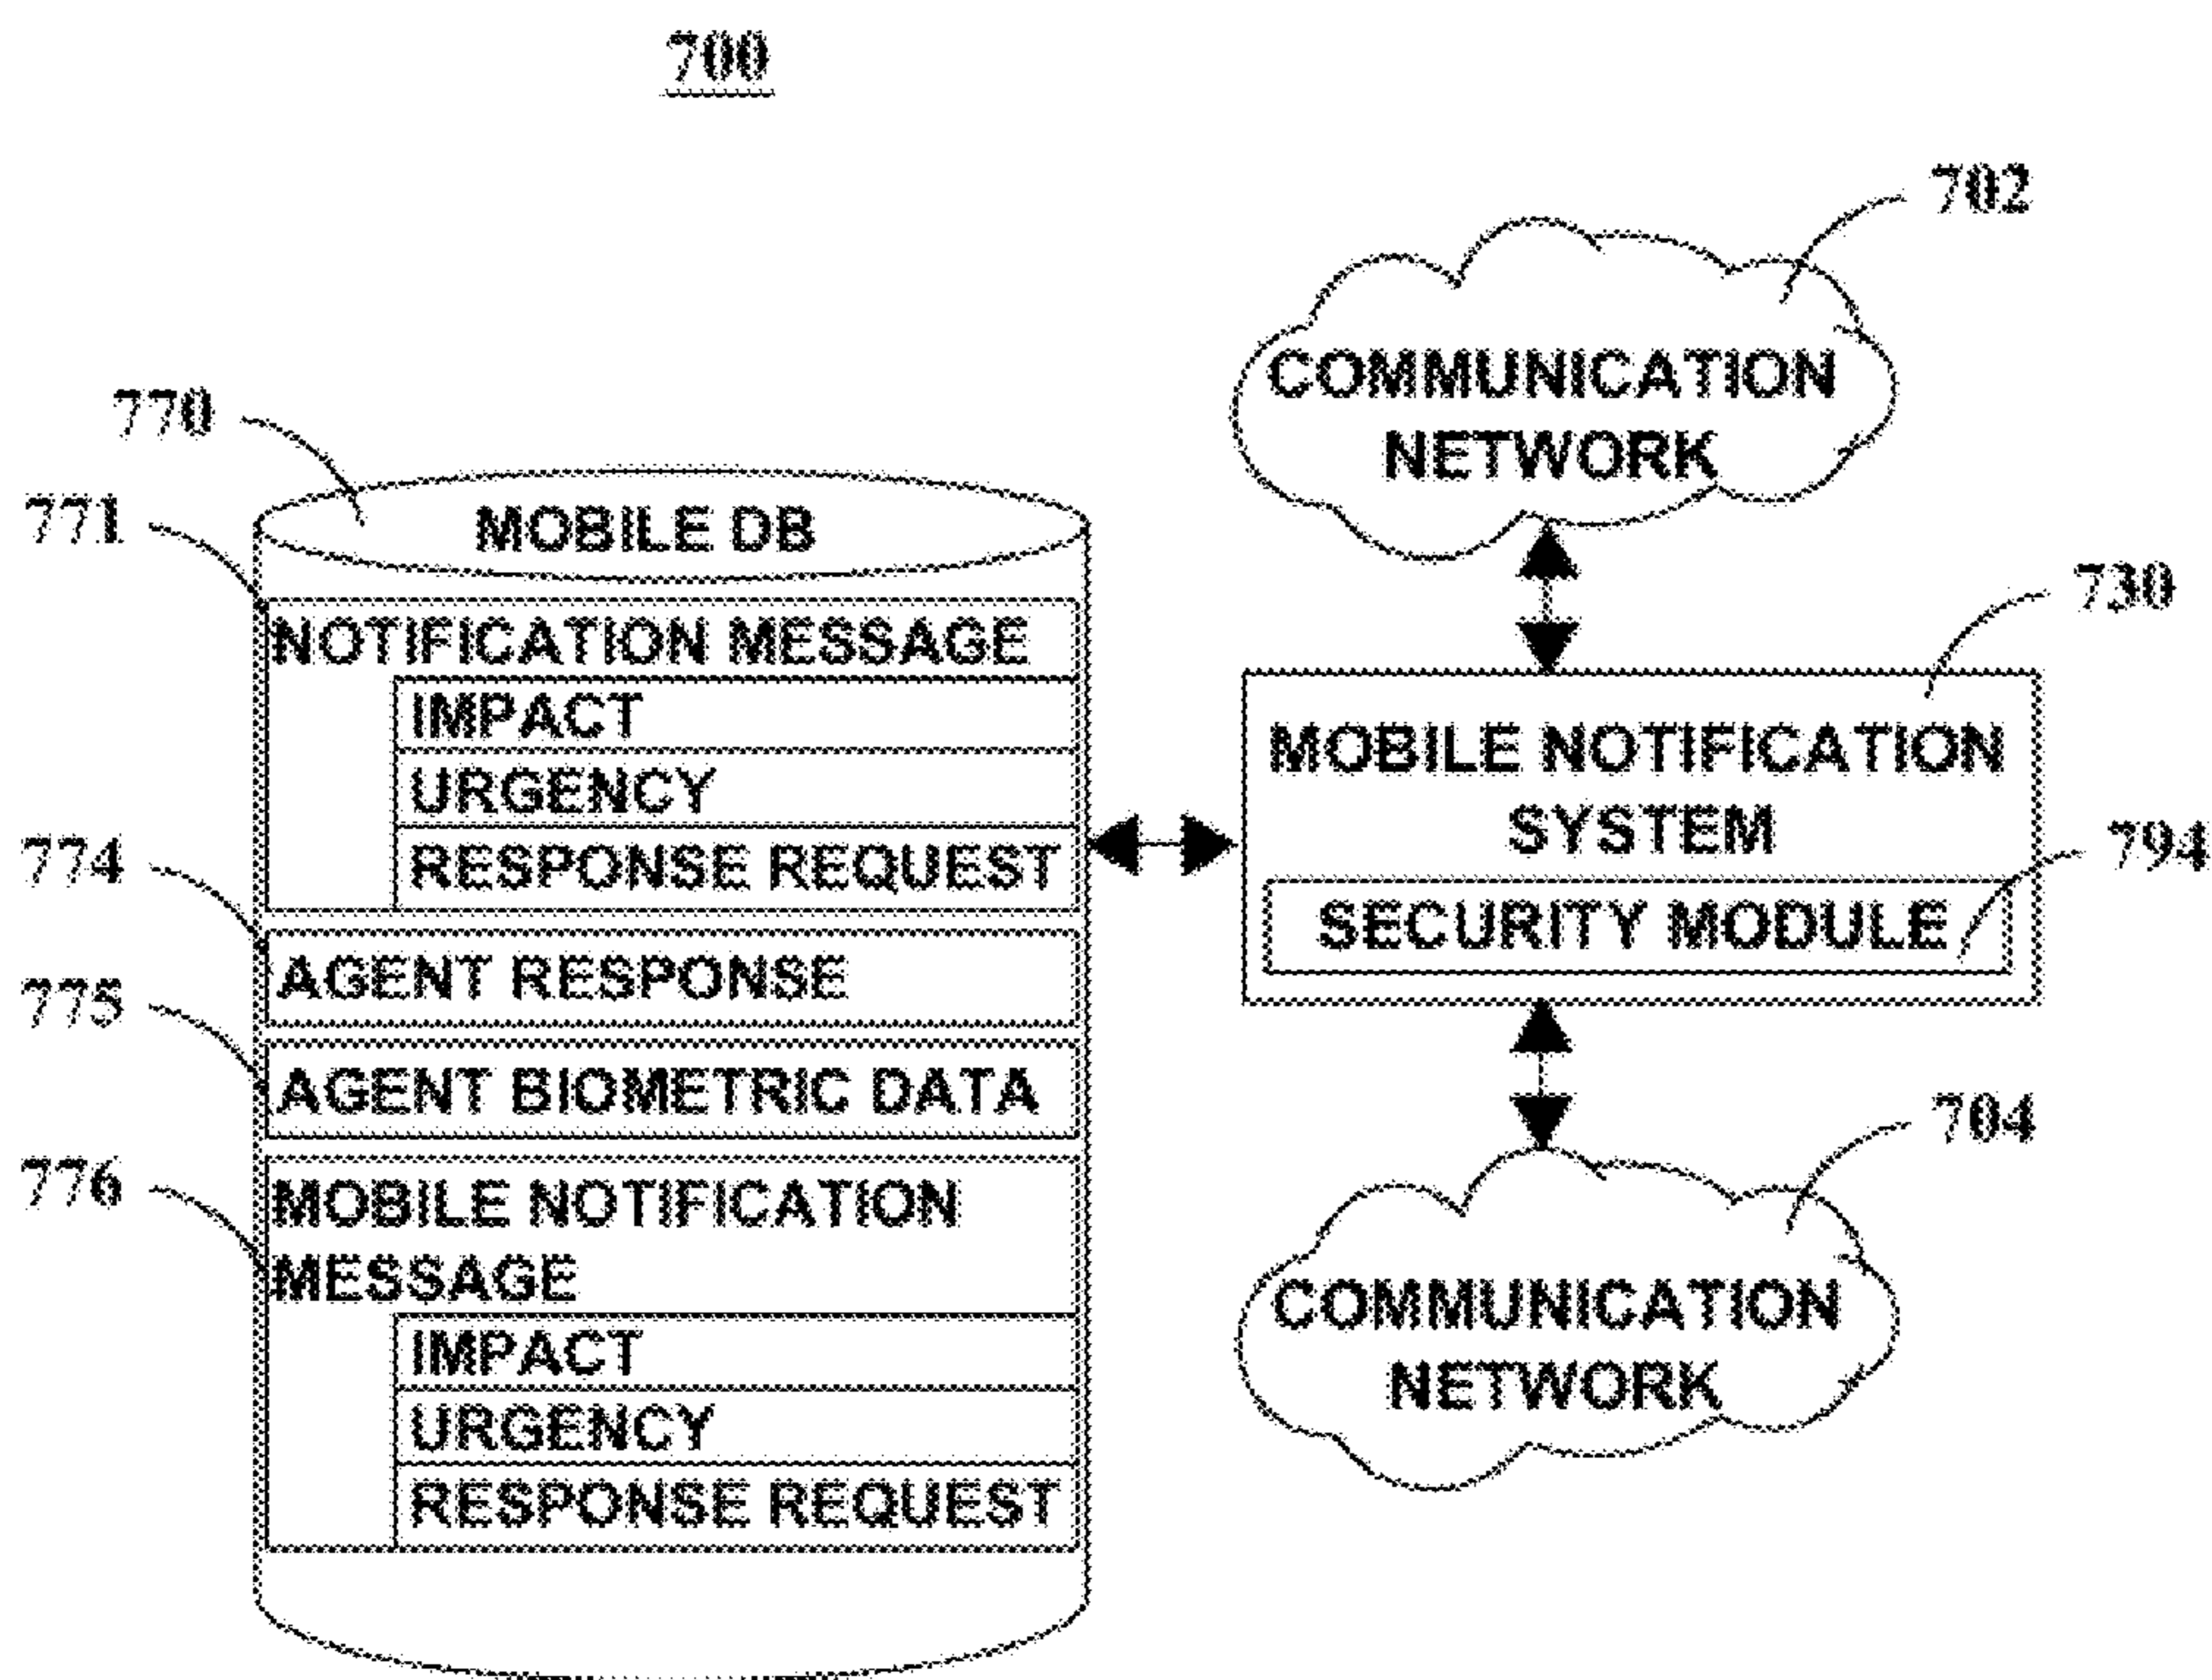 700
702
COMMUNICATION
NETWORK
770
771
MOBILE DB
730
NOTIFICATION MESSAGE
IMPACT
URGENCY
RESPONSE REQUEST
MOBILE NOTIFICATION
SYSTEM
794
SECURITY MODULE
774
AGENT RESPONSE
775
AGENT BIOMETRIC DATA
704
776
MOBILE NOTIFICATION
MESSAGE
IMPACT
URGENCY
RESPONSE REQUEST
COMMUNICATION
NETWORK